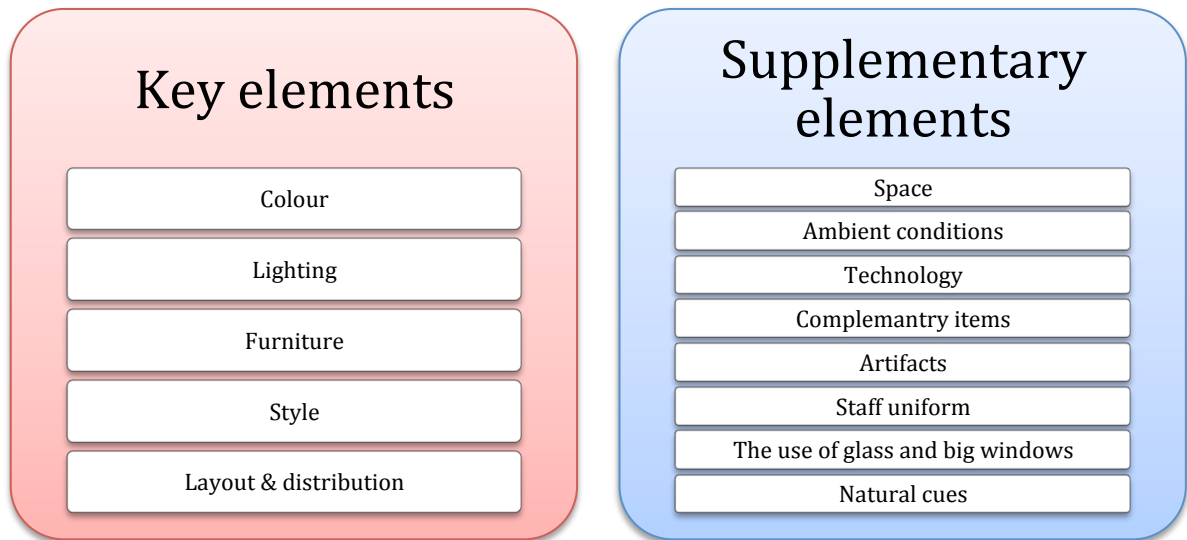 Key elements
Colour
Lighting
Furniture
Style
Layout & distribution
Supplementary
elements
Space
Ambient conditions
Technology
Complemantry items
Artifacts
Staff uniform
The use of glass and big windows
Natural cues